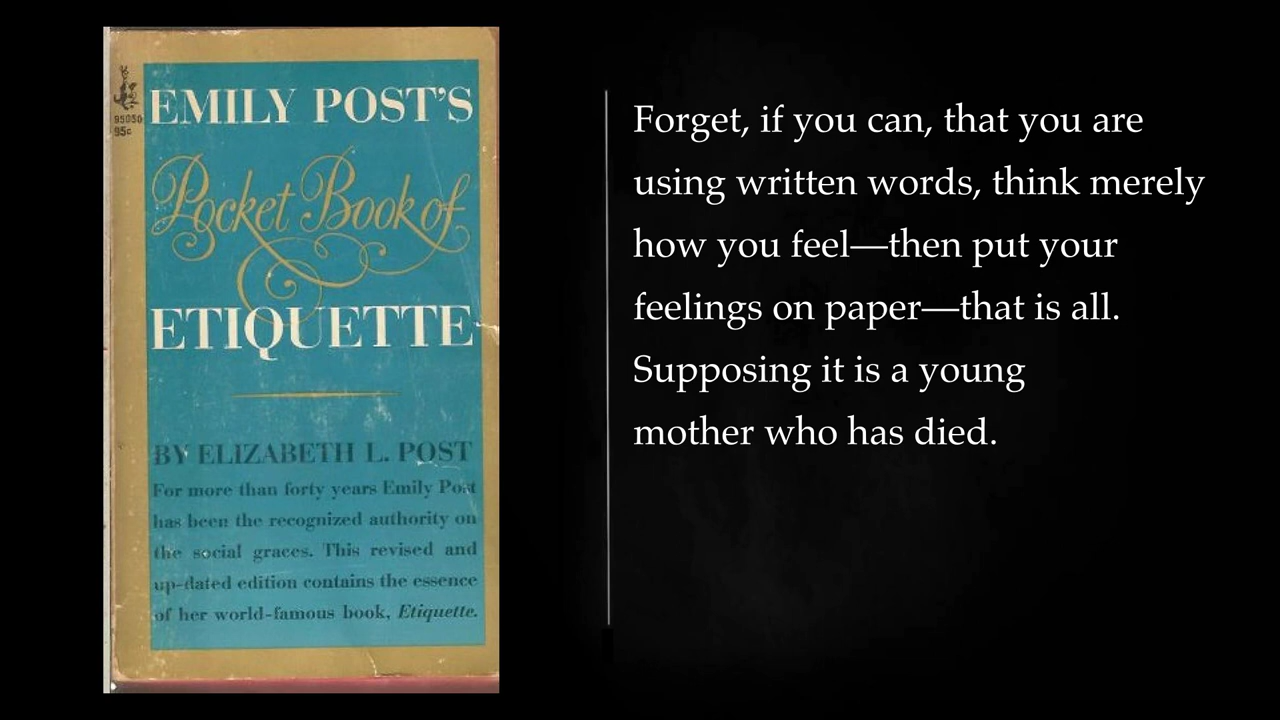 EMILY POST'S
Pocket Book of
ETIQUETTE
95050
95c
BY ELIZABETH L. POST
For more than forty years Emily Post
has been the recognized authority on
the social graces. This revised and
up-dated edition contains the essence
of her world-famous book, Etiquette.
Forget, if you can, that you are
using written words, think merely
how you feel—then put your
feelings on paper—that is all.
Supposing it is a young
mother who has died.